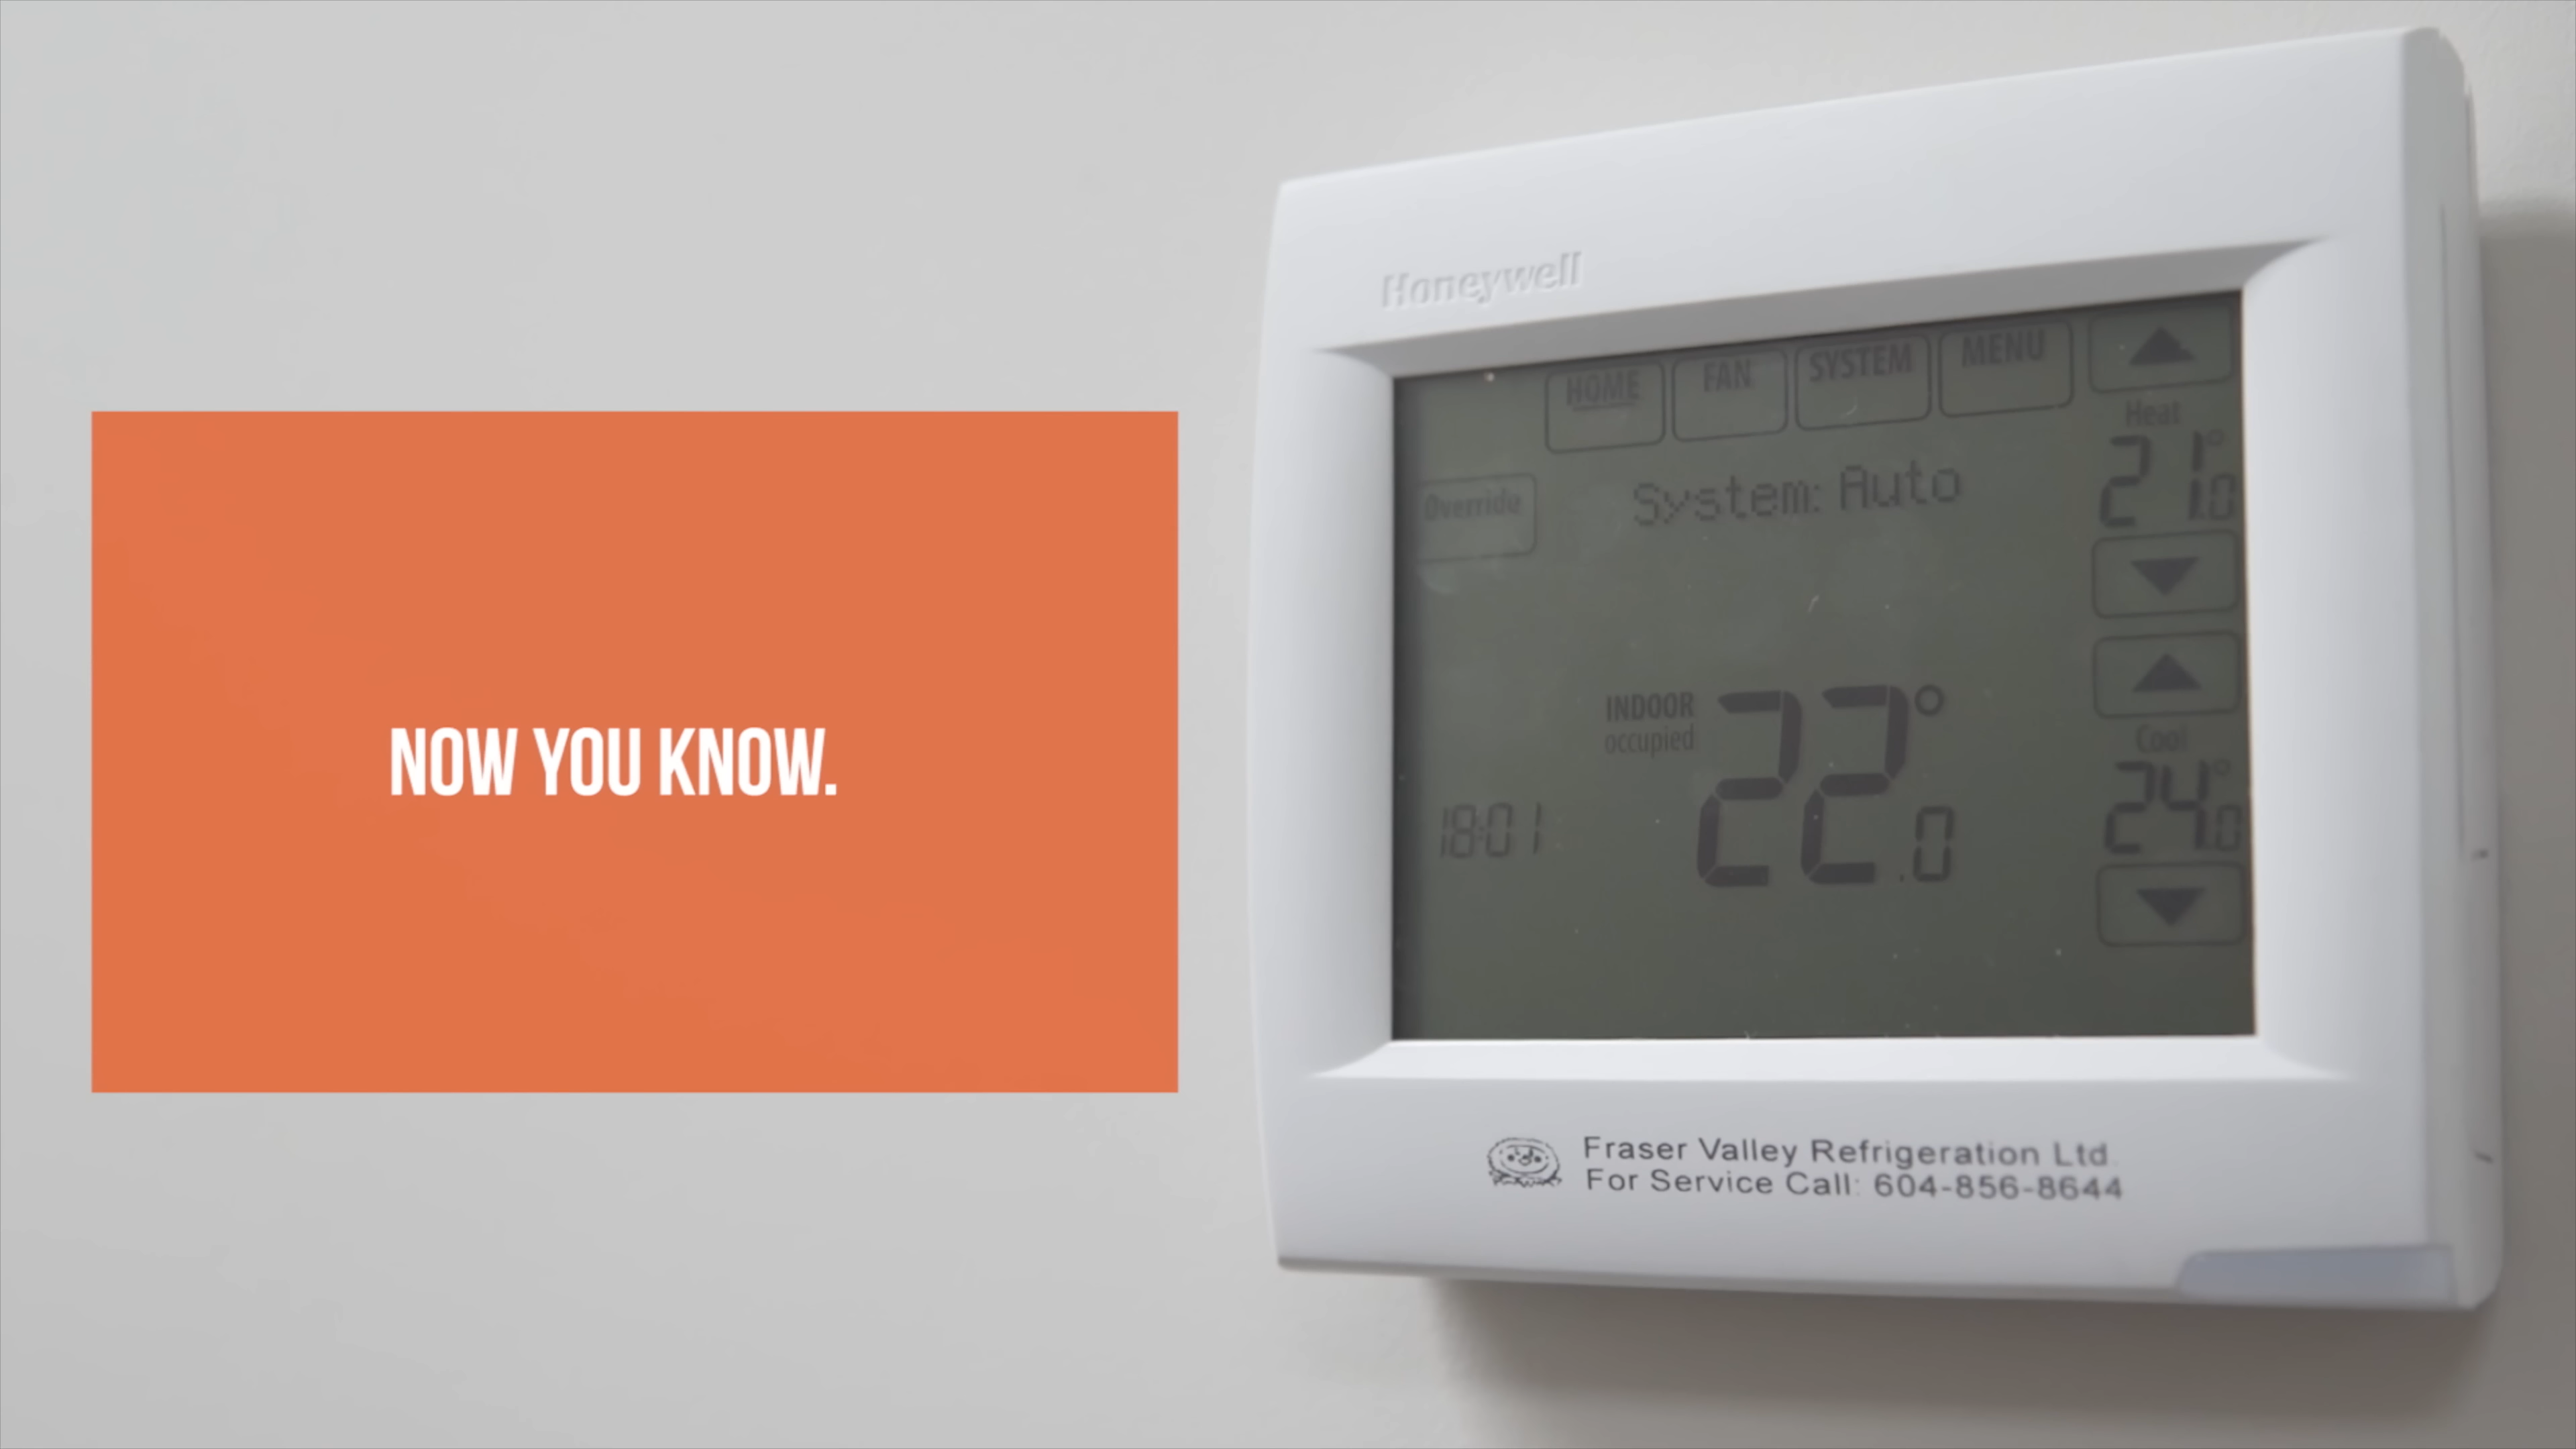 NOW YOU KNOW.
Honeywell
HOME FAN SYSTEM MENU
Heat
21.0°
Override
System: Auto
INDOOR
occupied
22.0°
18:01
Cool
24.0°
Fraser Valley Refrigeration Ltd.
For Service Call: 604-856-8644